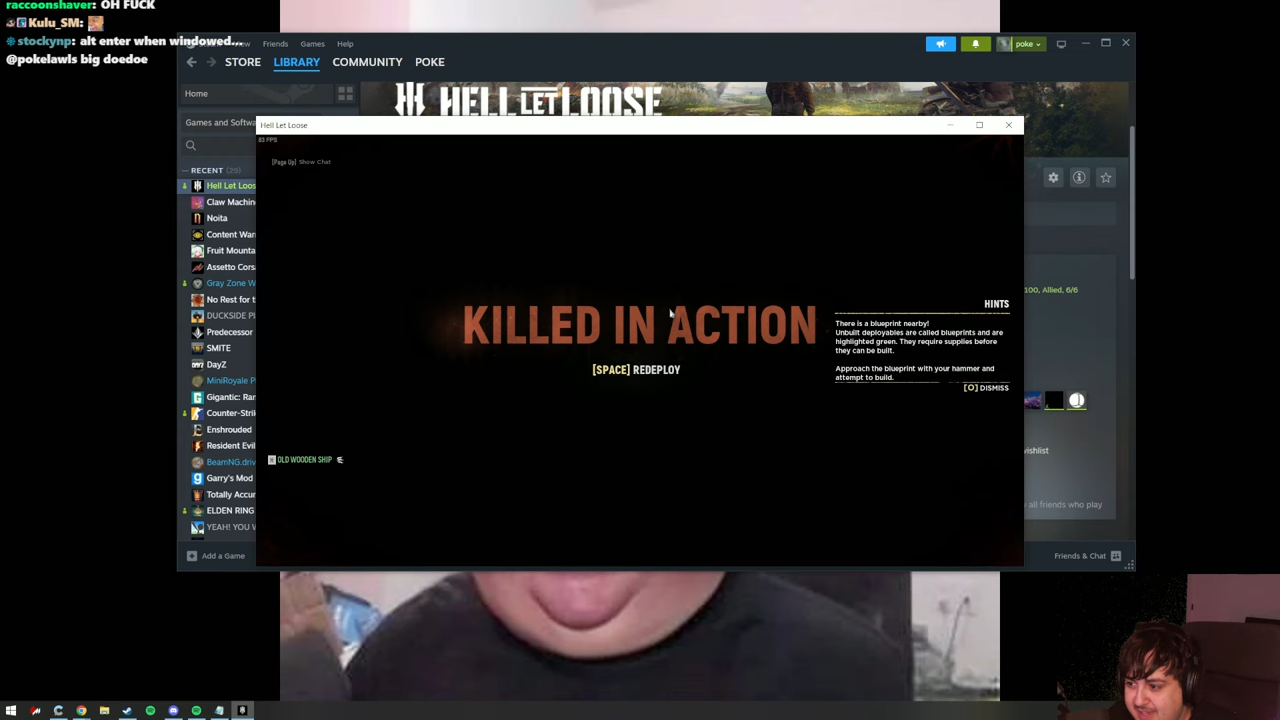 raccoonshaver: OH FUCK
Kulu_SM:
stockynp: alt enter when windowed...
@pokelawls big doedoe
Friends
Games
Help
poke
STORE
LIBRARY
COMMUNITY
POKE
Home
HELL LET LOOSE
Games and Softwa
RECENT (29)
Hell Let Loos
Claw Machin
Noita
Content War
Fruit Mounta
Assetto Cors
Gray Zone W
No Rest for t
DUCKSIDE
Predecessor
SMITE
DayZ
MiniRoyale
Gigantic: Ra
Counter-Strik
Enshrouded
Resident Evil
BeamNG.driv
Garry's Mod
Totally Accur
ELDEN RING
YEAH! YOU W
Add a Game
Hell Let Loose
83 FPS
[Page Up] Show Chat
KILLED IN ACTION
[SPACE] REDEPLOY
HINTS
There is a blueprint nearby!
Unbuilt deployables are called blueprints and are
highlighted green. They require supplies before
they can be built.
Approach the blueprint with your hammer and
attempt to build.
[O] DISMISS
OLD WOODEN SHIP
100, Allied, 6/6
wishlist
all friends who play
Friends & Chat